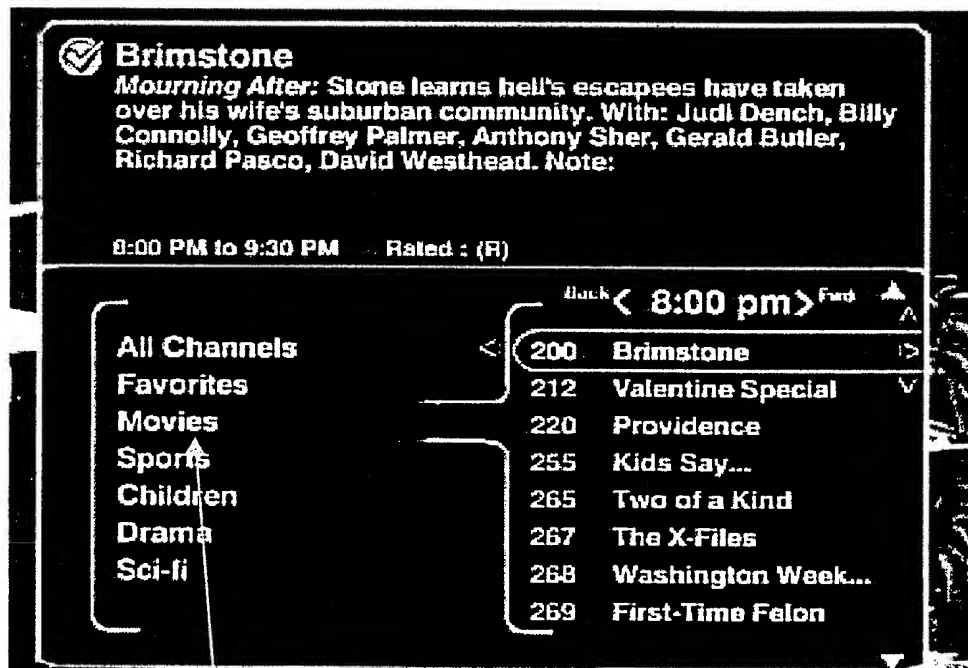 Brimstone
Mourning After: Stone learns hell's escapees have taken
over his wife's suburban community. With: Judi Dench, Billy
Connolly, Geoffrey Palmer, Anthony Sher, Gerald Butler,
Richard Pasco, David Westhead. Note:
8:00 PM to 9:30 PM Rated : (R)
Back < 8:00 pm > Fwd
All Channels
Favorites
Movies
Sports
Children
Drama
Sci-fi
200 Brimstone
212 Valentine Special
220 Providence
255 Kids Say...
265 Two of a Kind
267 The X-Files
268 Washington Week...
269 First-Time Felon